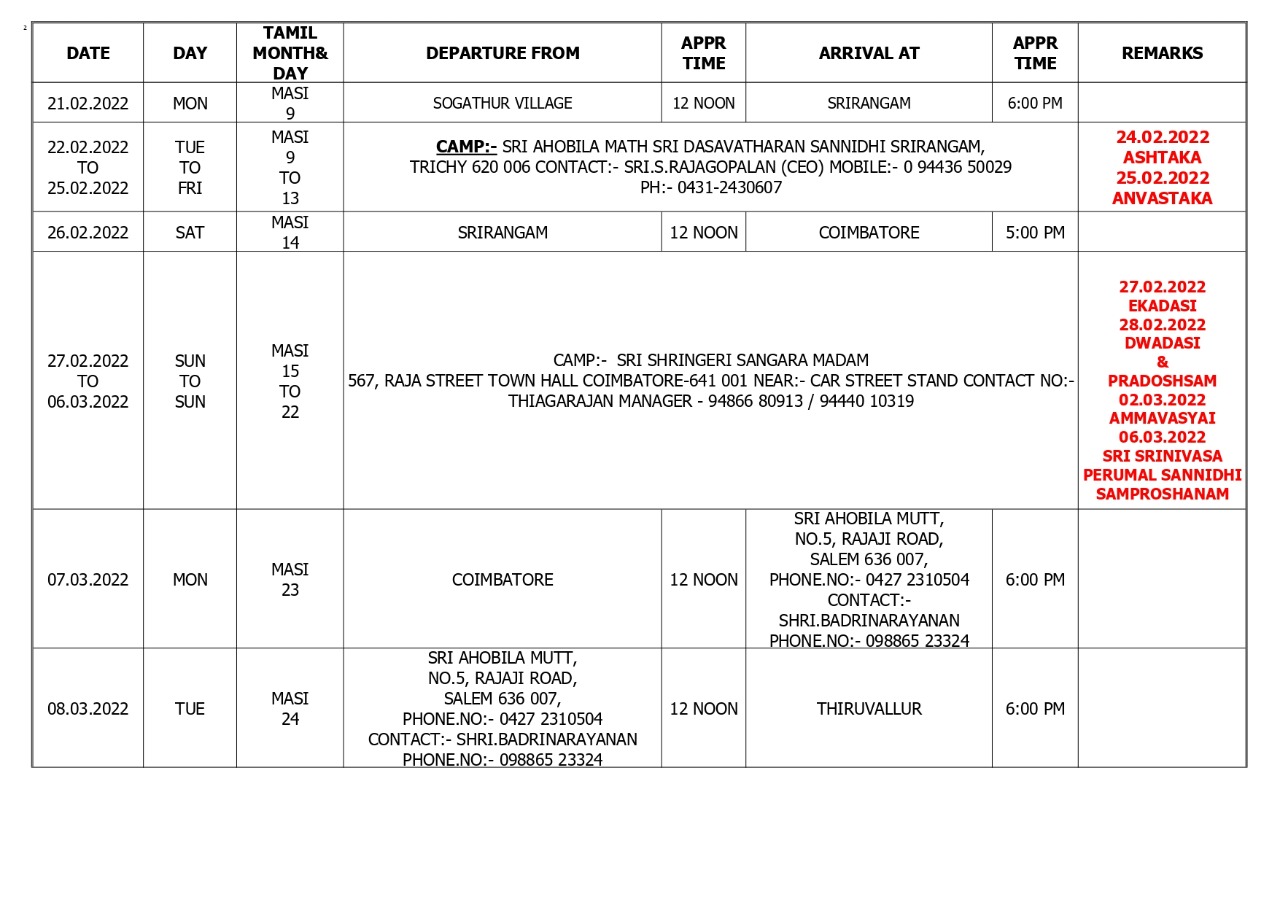 2
DATE
DAY
TAMIL
MONTH&
DAY
DEPARTURE FROM
APPR
TIME
ARRIVAL AT
APPR
TIME
REMARKS
21.02.2022
MON
MASI
9
SOGATHUR VILLAGE
12 NOON
SRIRANGAM
6:00 PM
22.02.2022
TO
25.02.2022
TUE
TO
FRI
MASI
9
TO
13
CAMP:- SRI AHOBILA MATH SRI DASAVATHARAN SANNIDHI SRIRANGAM,
TRICHY 620 006 CONTACT:- SRI.S.RAJAGOPALAN (CEO) MOBILE:- 0 94436 50029
PH:- 0431-2430607
24.02.2022
ASHTAKA
25.02.2022
ANVASTAKA
26.02.2022
SAT
MASI
14
SRIRANGAM
12 NOON
COIMBATORE
5:00 PM
27.02.2022
TO
06.03.2022
SUN
TO
SUN
MASI
15
TO
22
CAMP:- SRI SHRINGERI SANGARA MADAM
567, RAJA STREET TOWN HALL COIMBATORE-641 001 NEAR:- CAR STREET STAND CONTACT NO:-
THIAGARAJAN MANAGER - 94866 80913 / 94440 10319
27.02.2022
EKADASI
28.02.2022
DWADASI
&
PRADOSHSAM
02.03.2022
AMMAVASYAI
06.03.2022
SRI SRINIVASA
PERUMAL SANNIDHI
SAMPROSHANAM
07.03.2022
MON
MASI
23
COIMBATORE
12 NOON
SRI AHOBILA MUTT,
NO.5, RAJAJI ROAD,
SALEM 636 007,
PHONE.NO:- 0427 2310504
CONTACT:-
SHRI.BADRINARAYANAN
PHONE.NO:- 098865 23324
6:00 PM
08.03.2022
TUE
MASI
24
SRI AHOBILA MUTT,
NO.5, RAJAJI ROAD,
SALEM 636 007,
PHONE.NO:- 0427 2310504
CONTACT:- SHRI.BADRINARAYANAN
PHONE.NO:- 098865 23324
12 NOON
THIRUVALLUR
6:00 PM